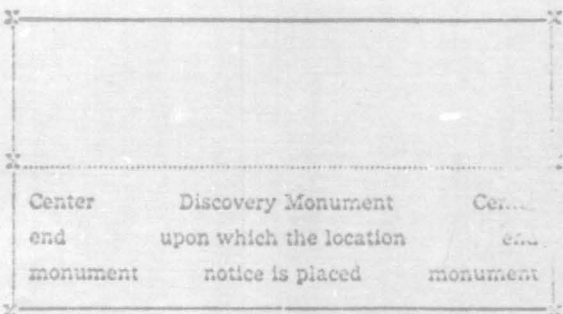 Center Discovery Monument
end upon which the location
monument notice is placed monument